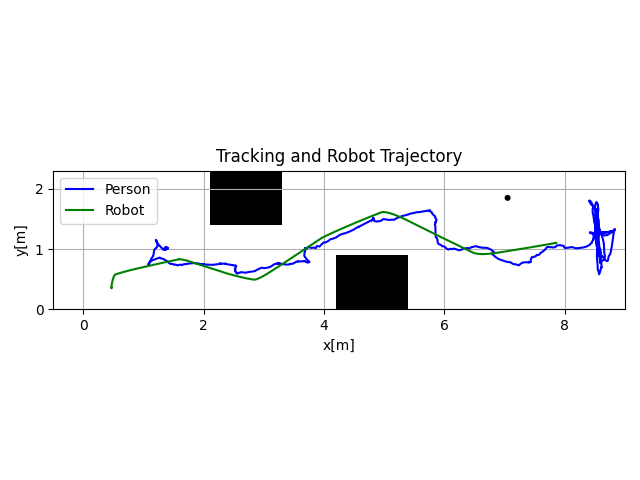 Tracking and Robot Trajectory
Person
Robot
y[m]
2
1
0
0 2 4 6 8
x[m]